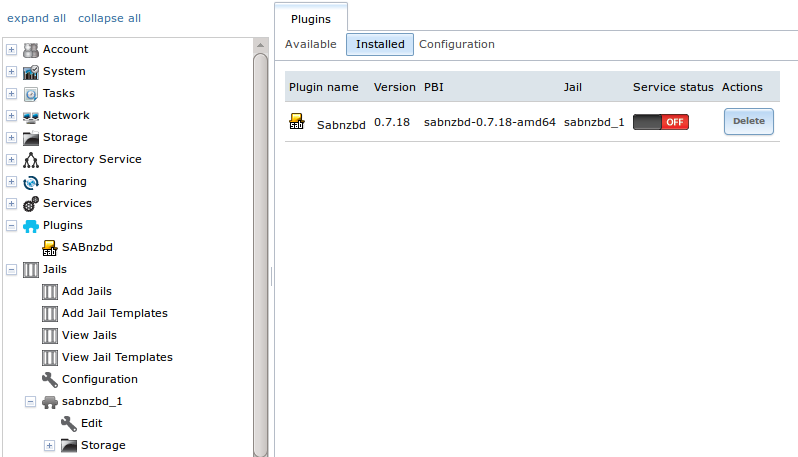 expand all collapse all
Account
System
Tasks
Network
Storage
Directory Service
Sharing
Services
Plugins
SABnzbd
Jails
Add Jails
Add Jail Templates
View Jails
View Jail Templates
Configuration
sabnzbd_1
Edit
Storage
Plugins
Available Installed Configuration
Plugin name Version PBI Jail Service status Actions
Sabnzbd 0.7.18 sabnzbd-0.7.18-amd64 sabnzbd_1 OFF Delete